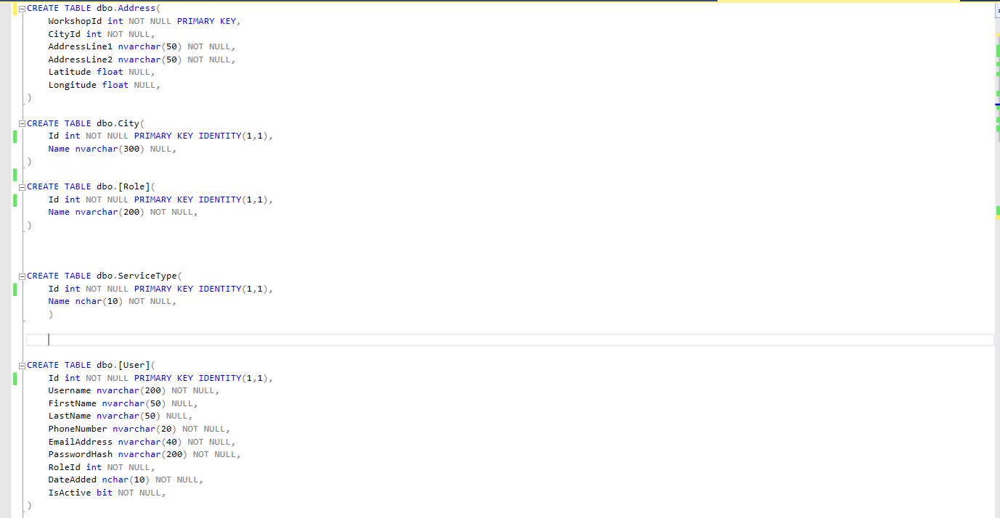 CREATE TABLE dbo.Address(
    WorkshopId int NOT NULL PRIMARY KEY,
    CityId int NOT NULL,
    AddressLine1 nvarchar(50) NOT NULL,
    AddressLine2 nvarchar(50) NOT NULL,
    Latitude float NULL,
    Longitude float NULL,
)
CREATE TABLE dbo.City(
    Id int NOT NULL PRIMARY KEY IDENTITY(1,1),
    Name nvarchar(300) NULL,
)
CREATE TABLE dbo.[Role](
    Id int NOT NULL PRIMARY KEY IDENTITY(1,1),
    Name nvarchar(200) NOT NULL,
)
CREATE TABLE dbo.ServiceType(
    Id int NOT NULL PRIMARY KEY IDENTITY(1,1),
    Name nchar(10) NOT NULL,
    )
CREATE TABLE dbo.[User](
    Id int NOT NULL PRIMARY KEY IDENTITY(1,1),
    Username nvarchar(200) NOT NULL,
    FirstName nvarchar(50) NULL,
    LastName nvarchar(50) NULL,
    PhoneNumber nvarchar(20) NOT NULL,
    EmailAddress nvarchar(40) NOT NULL,
    PasswordHash nvarchar(200) NOT NULL,
    RoleId int NOT NULL,
    DateAdded nchar(10) NOT NULL,
    IsActive bit NOT NULL,
)